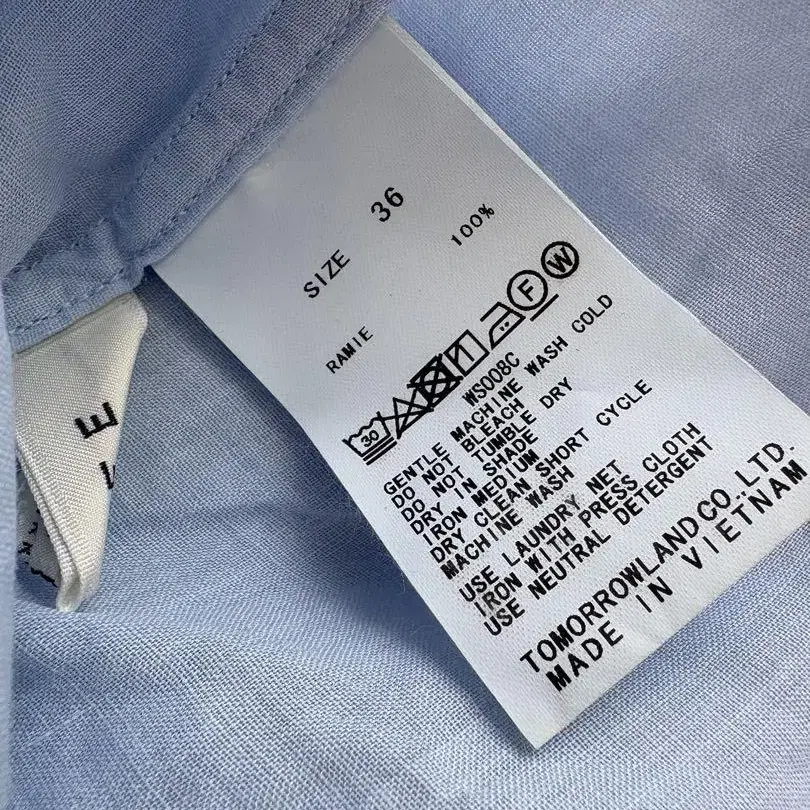 SIZE 36
RAMIE 100%
30 F W
WS008C
GENTLE MACHINE WASH COLD
DO NOT BLEACH
DO NOT TUMBLE DRY
DRY IN SHADE
IRON MEDIUM
DRY CLEAN SHORT CYCLE
MACHINE WASH
USE LAUNDRY NET
IRON WITH PRESS CLOTH
USE NEUTRAL DETERGENT
TOMORROWLAND CO.,LTD.
MADE IN VIETNAM
E